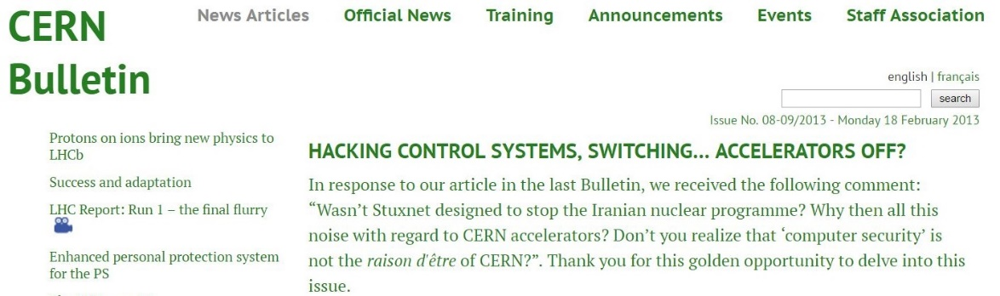 CERN
Bulletin
News Articles
Official News
Training
Announcements
Events
Staff Association
english | français
search
Issue No. 08-09/2013 - Monday 18 February 2013
Protons on ions bring new physics to
LHCb
Success and adaptation
LHC Report: Run 1 – the final flurry
Enhanced personal protection system
for the PS
HACKING CONTROL SYSTEMS, SWITCHING... ACCELERATORS OFF?
In response to our article in the last Bulletin, we received the following comment:
“Wasn’t Stuxnet designed to stop the Iranian nuclear programme? Why then all this
noise with regard to CERN accelerators? Don’t you realize that ‘computer security’ is
not the raison d'être of CERN?”. Thank you for this golden opportunity to delve into this
issue.